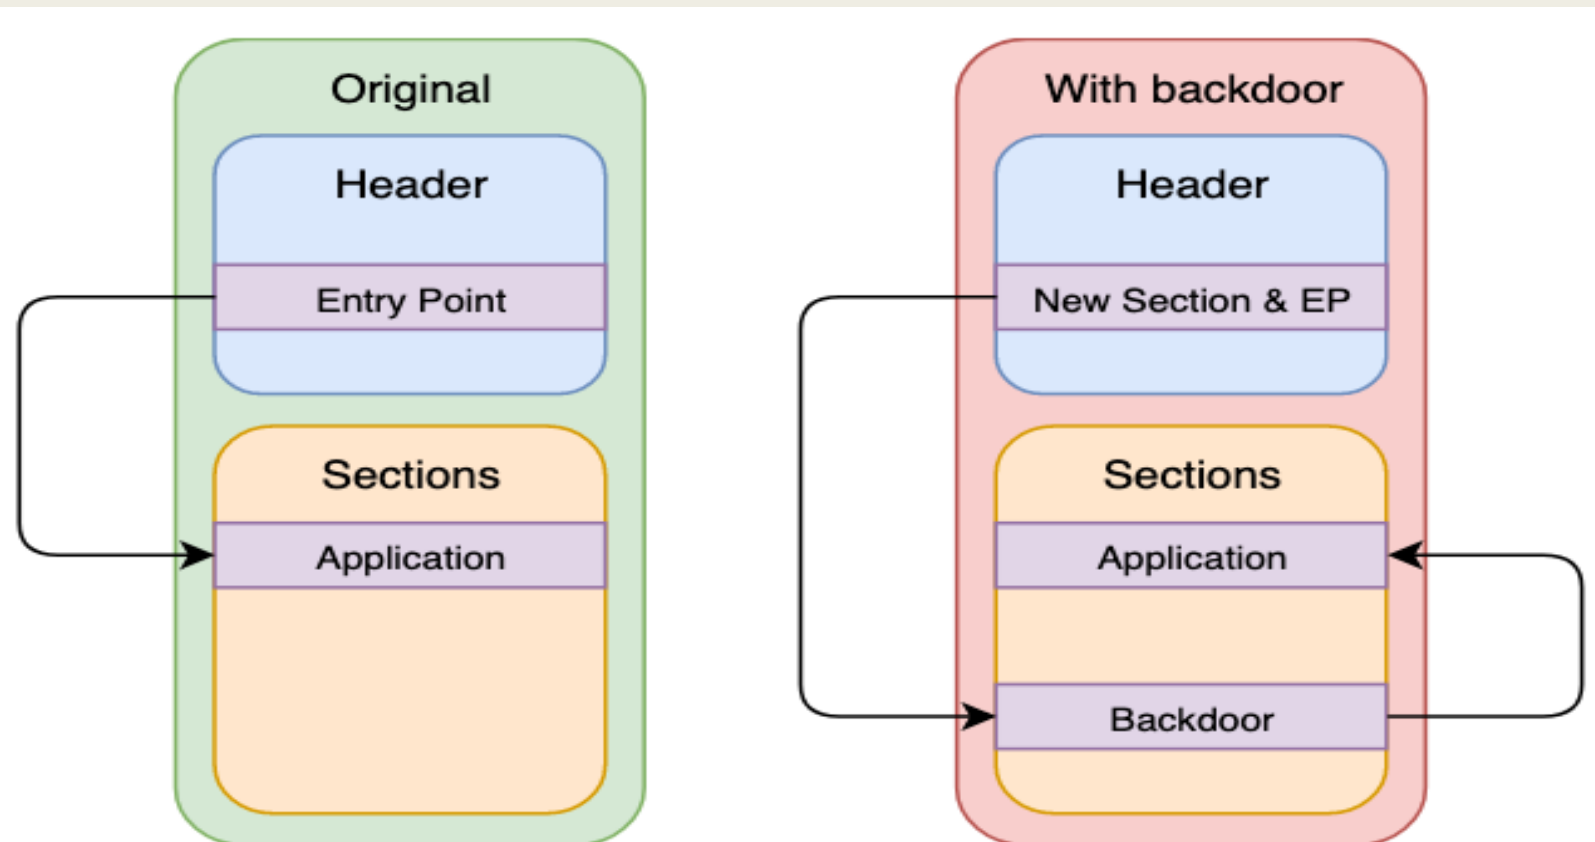 Original
Header
Entry Point
Sections
Application
With backdoor
Header
New Section & EP
Sections
Application
Backdoor